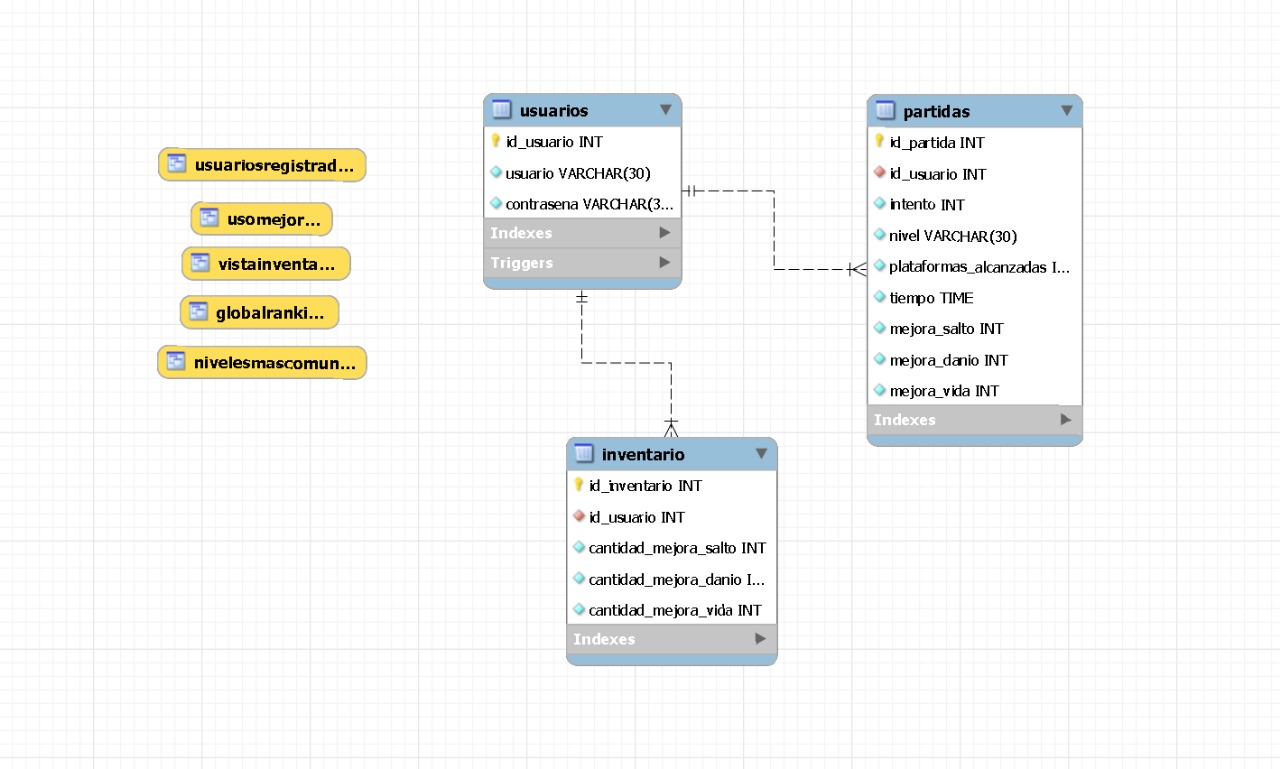 usuariosregistrad...
usomejor...
vistainventa...
globalranki...
nivelesmascomun...
usuarios
id_usuario INT
usuario VARCHAR(30)
contrasena VARCHAR(3...
Indexes
Triggers
partidas
id_partida INT
id_usuario INT
intento INT
nivel VARCHAR(30)
plataformas_alcanzadas I...
tiempo TIME
mejora_salto INT
mejora_danio INT
mejora_vida INT
Indexes
inventario
id_inventario INT
id_usuario INT
cantidad_mejora_salto INT
cantidad_mejora_danio I...
cantidad_mejora_vida INT
Indexes